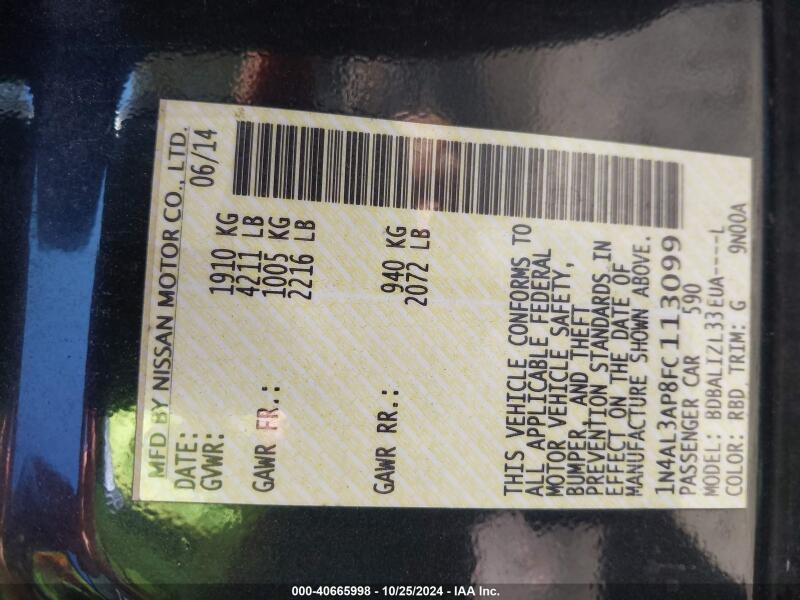 MFD BY NISSAN MOTOR CO., LTD.
DATE: 06/14
GVWR: 1910 KG
4211 LB
GAWR FR.: 1005 KG
2216 LB
GAWR RR.: 940 KG
2072 LB
THIS VEHICLE CONFORMS TO
ALL APPLICABLE FEDERAL
MOTOR VEHICLE SAFETY,
BUMPER, AND THEFT
PREVENTION STANDARDS IN
EFFECT ON THE DATE OF
MANUFACTURE SHOWN ABOVE.
1N4AL3AP8FC113099
PASSENGER CAR 590
MODEL: BDBALIZL33EUA----L
COLOR: RBD TRIM: G 9N00A
000-40665998 - 10/25/2024 - IAA Inc.